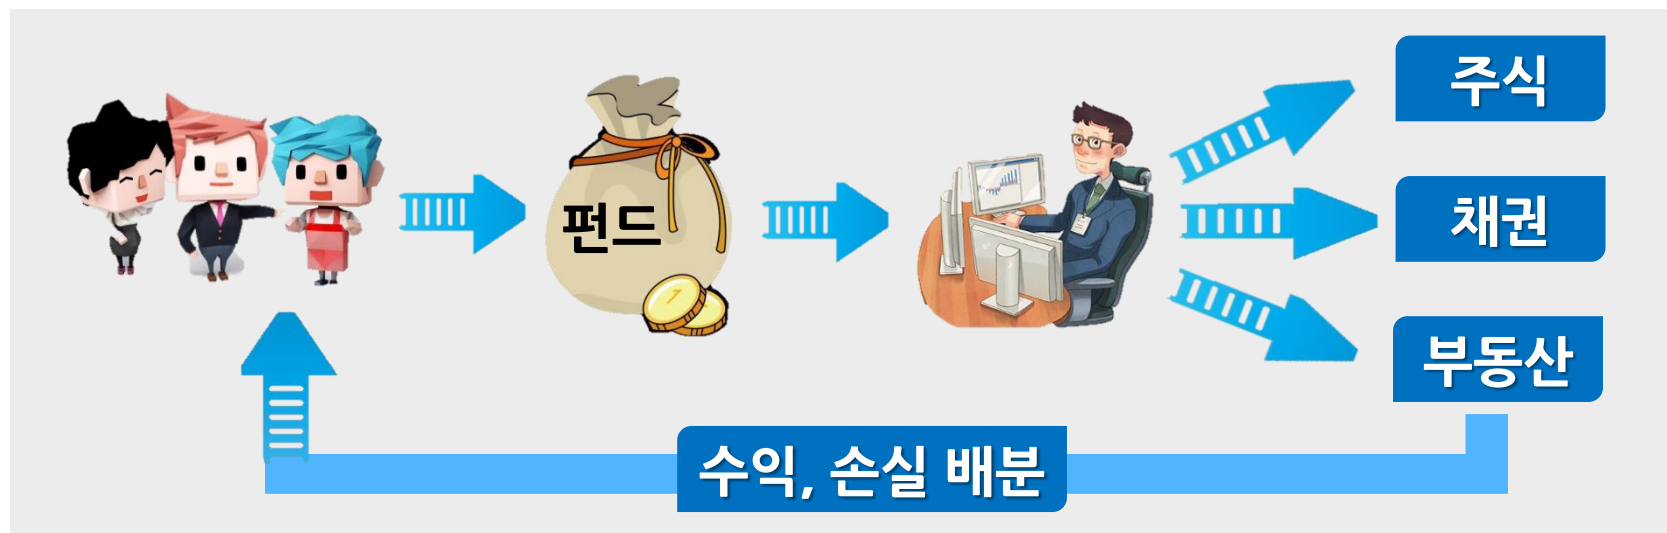 펀드
주식
채권
부동산
수익, 손실 배분